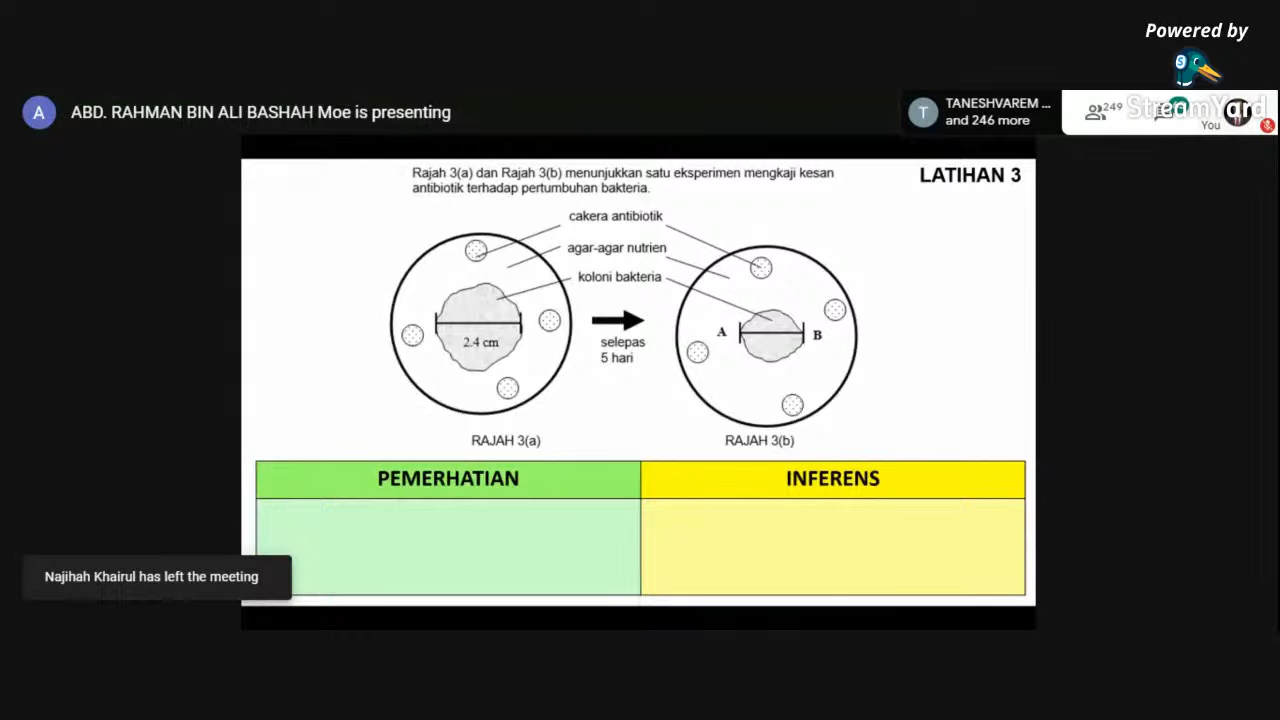 Powered by
StreamYard
ABD. RAHMAN BIN ALI BASHAH Moe is presenting
A
T
TANESHVAREM ...
and 246 more
249
You
Rajah 3(a) dan Rajah 3(b) menunjukkan satu eksperimen mengkaji kesan
antibiotik terhadap pertumbuhan bakteria.
LATIHAN 3
cakera antibiotik
agar-agar nutrien
koloni bakteria
2.4 cm
selepas
5 hari
A
B
RAJAH 3(a)
RAJAH 3(b)
PEMERHATIAN
INFERENS
Najihah Khairul has left the meeting